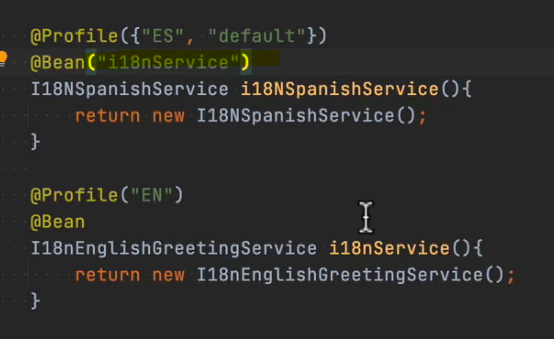 @Profile({"ES", "default"})
@Bean("i18nService")
I18NSpanishService i18NSpanishService(){
return new I18NSpanishService();
}
@Profile("EN")
@Bean
I18nEnglishGreetingService i18nService(){
return new I18nEnglishGreetingService();
}